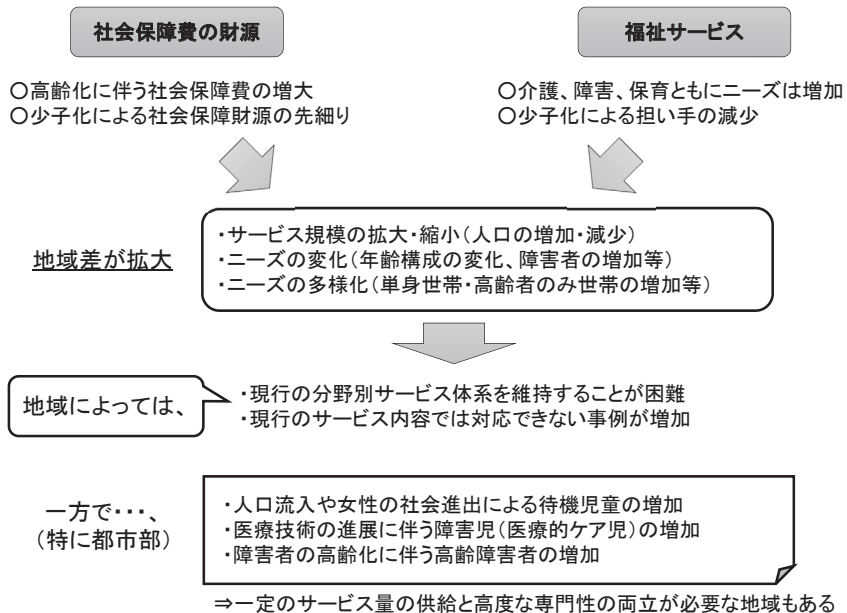 社会保障費の財源
福祉サービス
○高齢化に伴う社会保障費の増大
○少子化による社会保障財源の先細り
○介護、障害、保育ともにニーズは増加
○少子化による担い手の減少
地域差が拡大
・サービス規模の拡大・縮小(人口の増加・減少)
・ニーズの変化(年齢構成の変化、障害者の増加等)
・ニーズの多様化(単身世帯・高齢者のみ世帯の増加等)
地域によっては、
・現行の分野別サービス体系を維持することが困難
・現行のサービス内容では対応できない事例が増加
一方で・・・、
(特に都市部)
・人口流入や女性の社会進出による待機児童の増加
・医療技術の進展に伴う障害児(医療的ケア児)の増加
・障害者の高齢化に伴う高齢障害者の増加
⇒一定のサービス量の供給と高度な専門性の両立が必要な地域もある